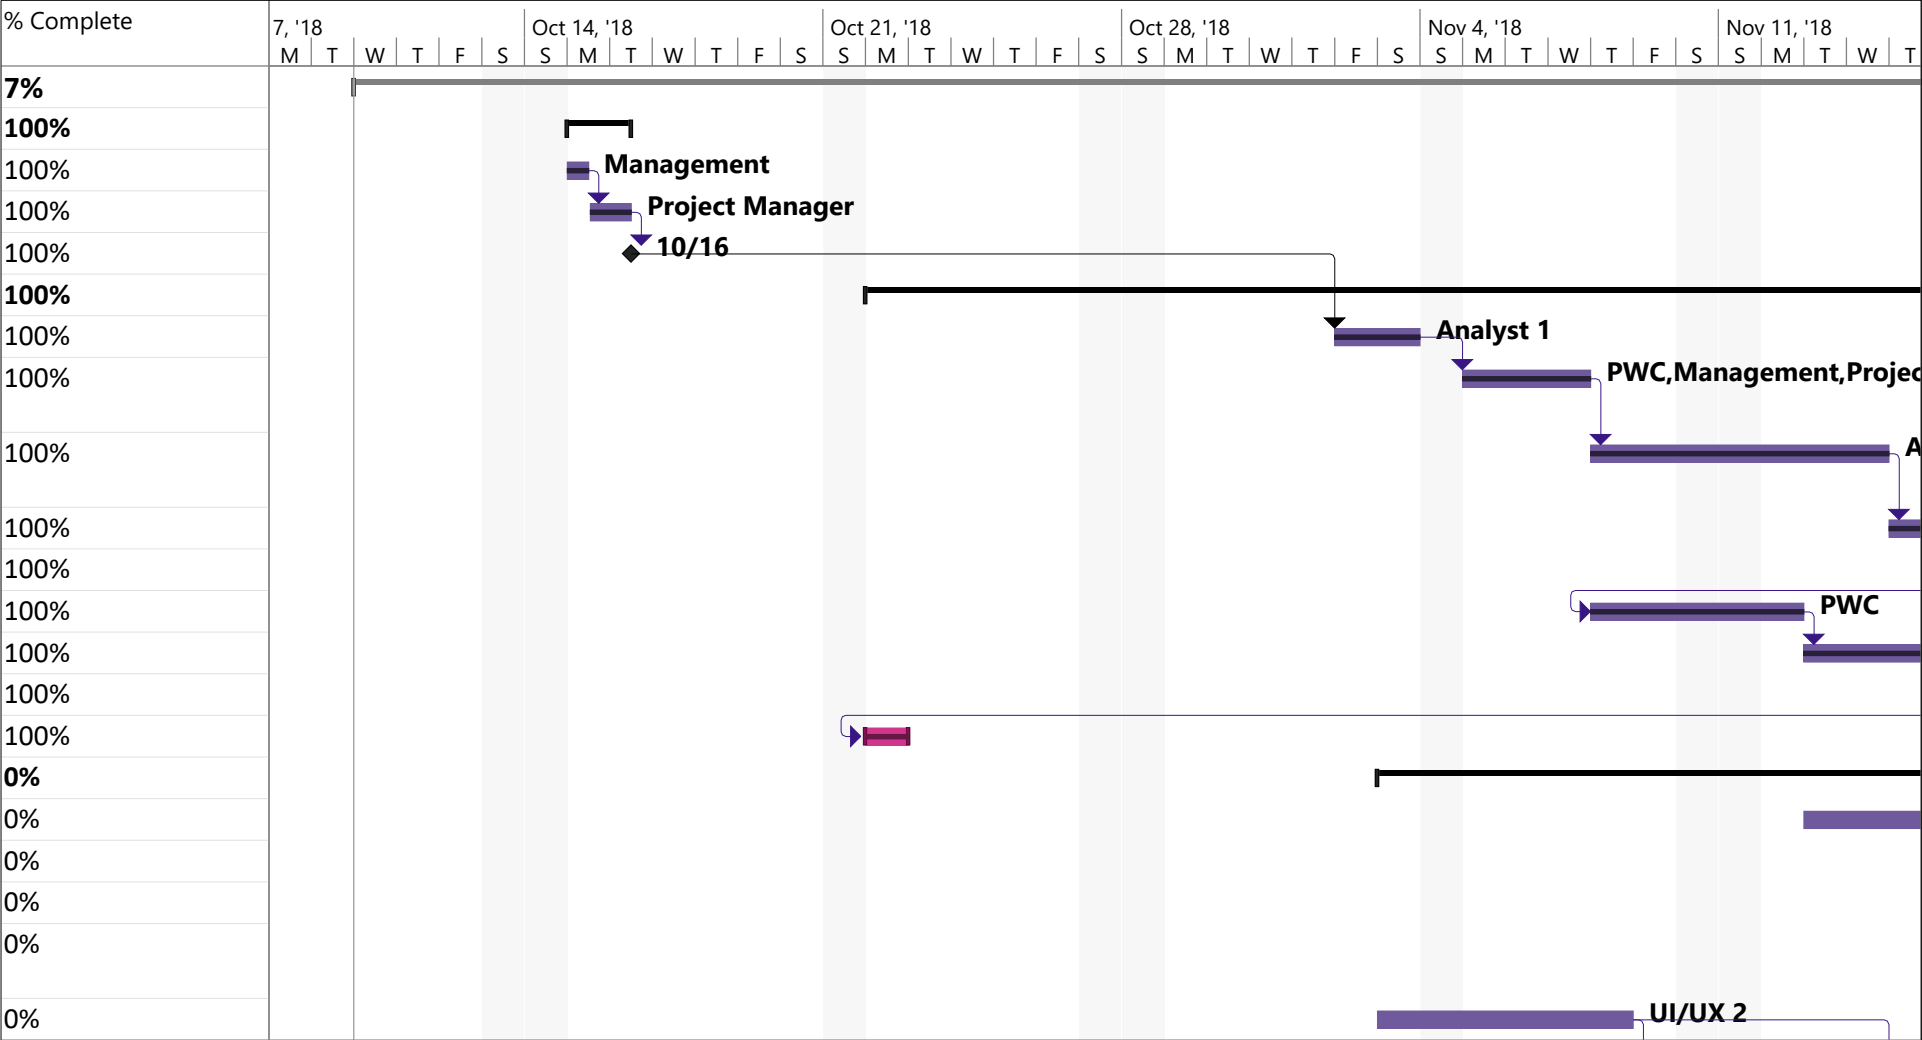 % Complete
7, '18 Oct 14, '18 Oct 21, '18 Oct 28, '18 Nov 4, '18 Nov 11, '18
M T W T F S S M T W T F S S M T W T F S S M T W T F S S M T W T F S S M T W T
7%
100%
100% Management
100% Project Manager
100% 10/16
100%
100% Analyst 1
100% PWC,Management,Projec
100% A
100%
100%
100% PWC
100%
100%
100%
0%
0%
0%
0%
0%
0% UI/UX 2